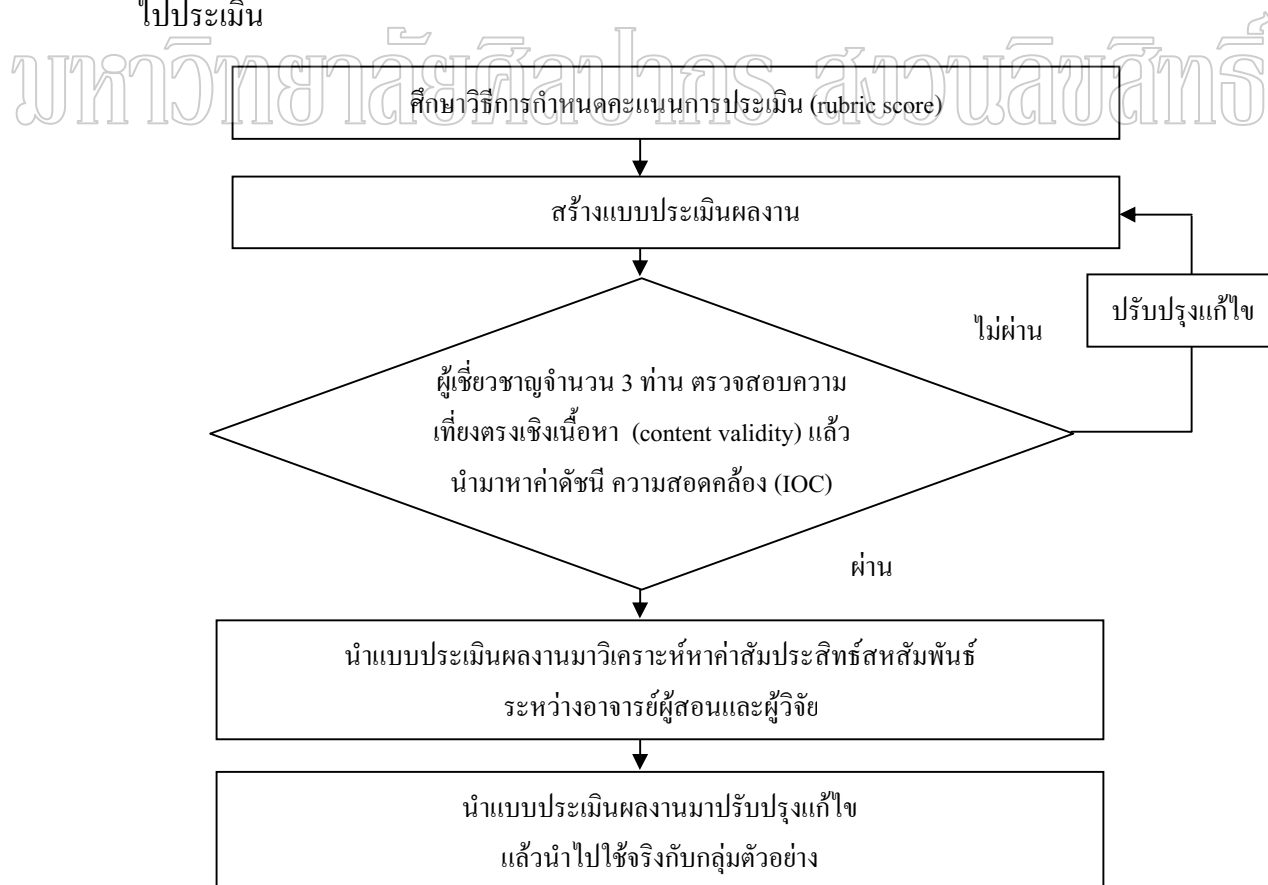 ไปประเมิน
มหาวิทยาลัยศิลปากร สงวนลิขสิทธิ์
ศึกษาวิธีการกำหนดคะแนนการประเมิน (rubric score)
สร้างแบบประเมินผลงาน
ปรับปรุงแก้ไข
ไม่ผ่าน
ผู้เชี่ยวชาญจำนวน 3 ท่าน ตรวจสอบความ
เที่ยงตรงเชิงเนื้อหา (content validity) แล้ว
นำมาหาค่าดัชนี ความสอดคล้อง (IOC)
ผ่าน
นำแบบประเมินผลงานมาวิเคราะห์หาค่าสัมประสิทธ์สหสัมพันธ์
ระหว่างอาจารย์ผู้สอนและผู้วิจัย
นำแบบประเมินผลงานมาปรับปรุงแก้ไข
แล้วนำไปใช้จริงกับกลุ่มตัวอย่าง